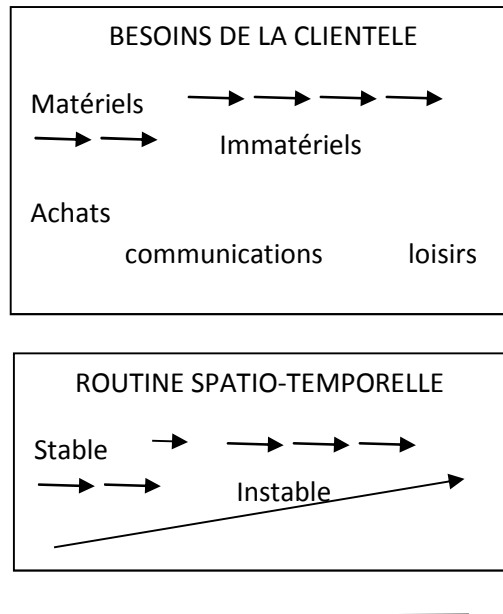 BESOINS DE LA CLIENTELE
Matériels
Immatériels
Achats
communications loisirs
ROUTINE SPATIO-TEMPORELLE
Stable
Instable